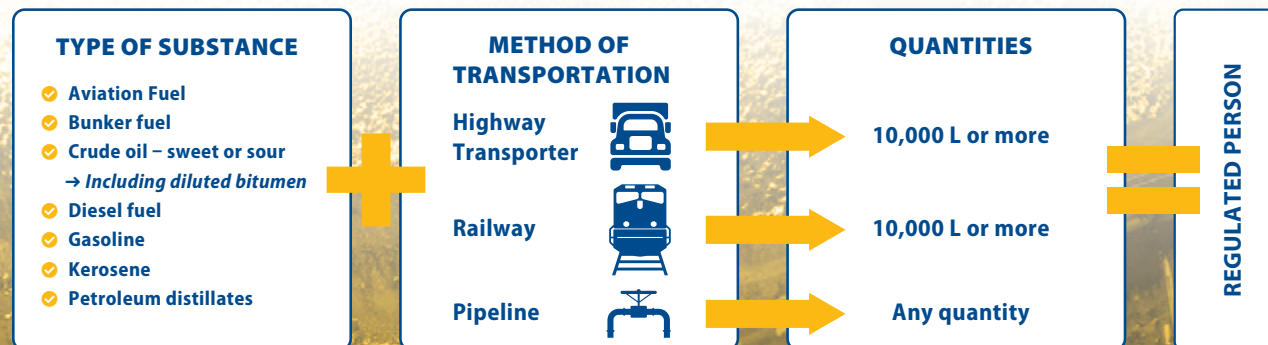 TYPE OF SUBSTANCE
Aviation Fuel
Bunker fuel
Crude oil – sweet or sour
→ Including diluted bitumen
Diesel fuel
Gasoline
Kerosene
Petroleum distillates
METHOD OF
TRANSPORTATION
Highway
Transporter
Railway
Pipeline
QUANTITIES
10,000 L or more
10,000 L or more
Any quantity
REGULATED PERSON